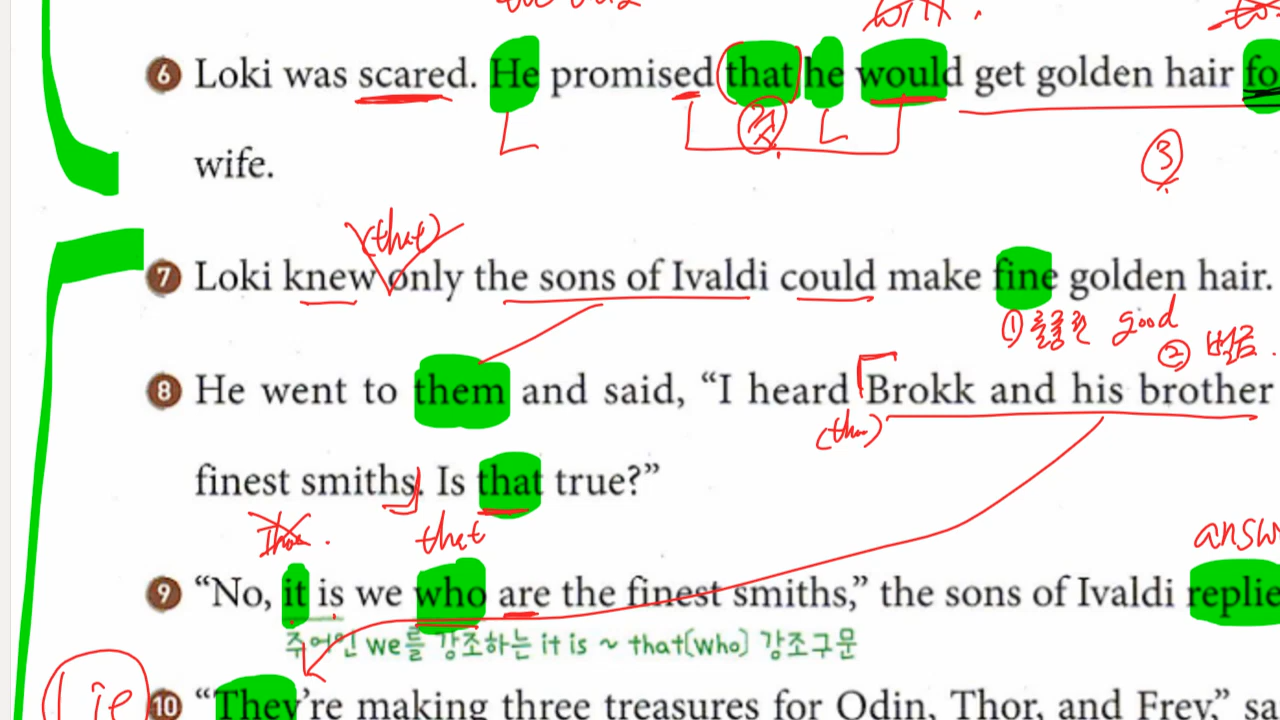 will.
6 Loki was scared. He promised that he would get golden hair fo
접
3
wife.
(that)
7 Loki knew only the sons of Ivaldi could make fine golden hair.
① 훌륭한 good
② 벌금.
8 He went to them and said, “I heard Brokk and his brother
finest smiths. Is that true?”
that
answ
9 “No, it is we who are the finest smiths,” the sons of Ivaldi replie
주어인 we를 강조하는 it is ~ that(who) 강조구문
Lie
10 “They’re making three treasures for Odin, Thor, and Frey,” sa